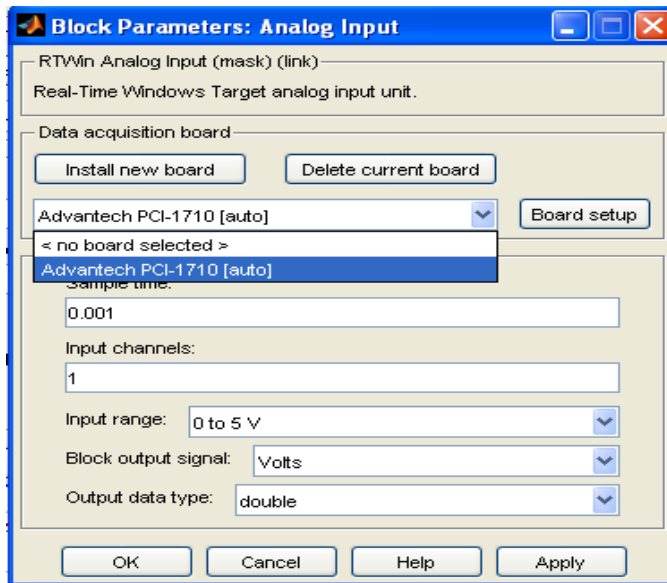 Block Parameters: Analog Input
RTWin Analog Input (mask) (link)
Real-Time Windows Target analog input unit.
Data acquisition board
Install new board Delete current board
Advantech PCI-1710 [auto] Board setup
< no board selected >
Advantech PCI-1710 [auto]
Sample time:
0.001
Input channels:
1
Input range: 0 to 5 V
Block output signal: Volts
Output data type: double
OK Cancel Help Apply